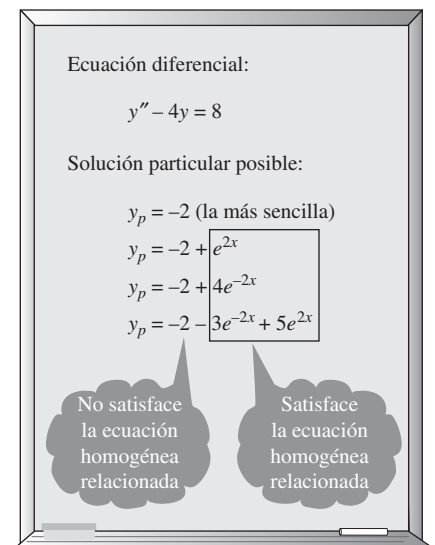 Ecuación diferencial:
y″ – 4y = 8
Solución particular posible:
y_p = –2 (la más sencilla)
y_p = –2 + e^{2x}
y_p = –2 + 4e^{–2x}
y_p = –2 – 3e^{–2x} + 5e^{2x}
No satisface
la ecuación
homogénea
relacionada
Satisface
la ecuación
homogénea
relacionada